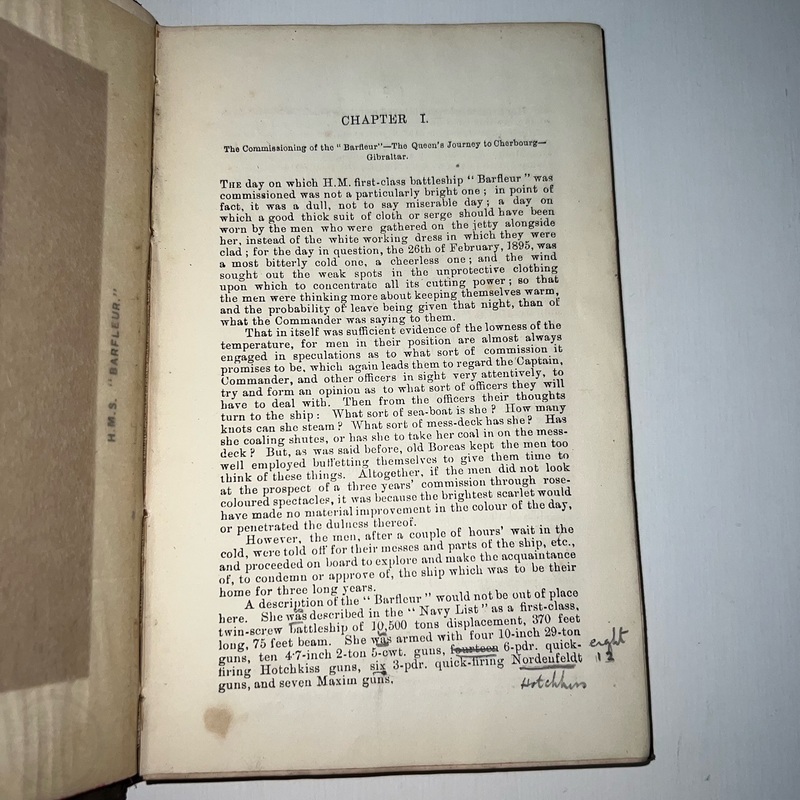 H.M.S. "BARFLEUR."
CHAPTER I.
The Commissioning of the "Barfleur"—The Queen's Journey to Cherbourg—
Gibraltar.
THE day on which H.M. first-class battleship "Barfleur" was
commissioned was not a particularly bright one; in point of
fact, it was a dull, not to say miserable day; a day on
which a good thick suit of cloth or serge should have been
worn by the men who were gathered on the jetty alongside
her, instead of the white working dress in which they were
clad; for the day in question, the 26th of February, 1895, was
a most bitterly cold one, a cheerless one; and the wind
sought out the weak spots in the unprotective clothing
upon which to concentrate all its cutting power; so that
the men were thinking more about keeping themselves warm,
and the probability of leave being given that night, than of
what the Commander was saying to them.
That in itself was sufficient evidence of the lowness of the
temperature, for men in their position are almost always
engaged in speculations as to what sort of commission it
promises to be, which again leads them to regard the Captain,
Commander, and other officers in sight very attentively, to
try and form an opinion as to what sort of officers they will
have to deal with. Then from the officers their thoughts
turn to the ship: What sort of sea-boat is she? How many
knots can she steam? What sort of mess-deck has she? Has
she coaling shutes, or has she to take her coal in on the mess-
deck? But, as was said before, old Boreas kept the men too
well employed buffetting themselves to give them time to
think of these things. Altogether, if the men did not look
at the prospect of a three years' commission through rose-
coloured spectacles, it was because the brightest scarlet would
have made no material improvement in the colour of the day,
or penetrated the dulness thereof.
However, the men, after a couple of hours' wait in the
cold, were told off for their messes and parts of the ship, etc.,
and proceeded on board to explore and make the acquaintance
of, to condemn or approve of, the ship which was to be their
home for three long years.
A description of the "Barfleur" would not be out of place
here. She was described in the "Navy List" as a first-class,
twin-screw battleship of 10,500 tons displacement, 370 feet
long, 75 feet beam. She was armed with four 10-inch 29-ton
guns, ten 4·7-inch 2-ton 5-cwt. guns, fourteen 6-pdr. quick- eight
firing Hotchkiss guns, six 3-pdr. quick-firing Nordenfeldt 12
guns, and seven Maxim guns. Hotchkiss